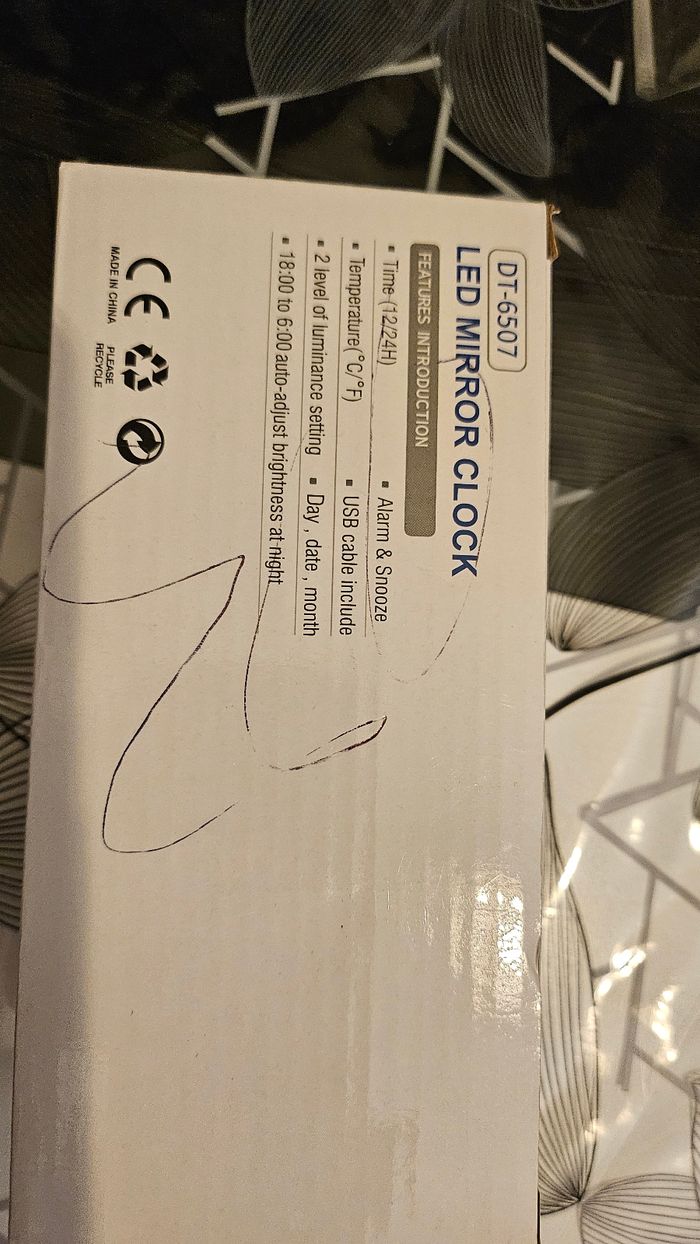 DT-6507
LED MIRROR CLOCK
FEATURES INTRODUCTION
▪ Time (12/24H) ▪ Alarm & Snooze
▪ Temperature(°C/°F) ▪ USB cable include
▪ 2 level of luminance setting ▪ Day , date , month
▪ 18:00 to 6:00 auto-adjust brightness at night
CE
MADE IN CHINA
PLEASE
RECYCLE